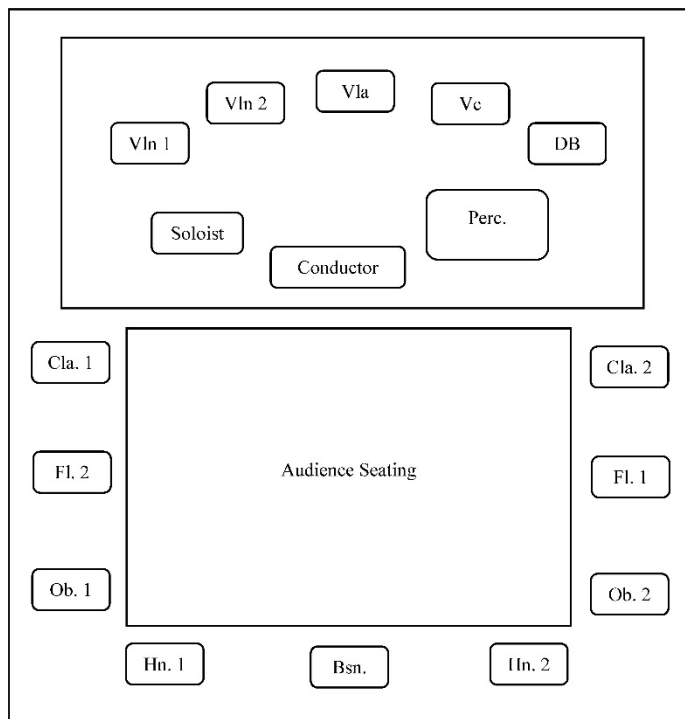 Vla
Vln 2
Vc
Vln 1
DB
Perc.
Soloist
Conductor
Cla. 1
Cla. 2
Fl. 2
Audience Seating
Fl. 1
Ob. 1
Ob. 2
Hn. 1
Bsn.
Hn. 2